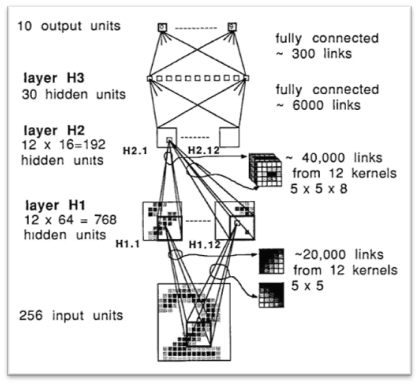 10 output units
fully connected
~ 300 links
layer H3
30 hidden units
fully connected
~ 6000 links
layer H2
12 x 16=192
hidden units
H2.1
H2.12
~ 40,000 links
from 12 kernels
5 x 5 x 8
layer H1
12 x 64 = 768
hidden units
H1.1
H1.12
~20,000 links
from 12 kernels
5 x 5
256 input units